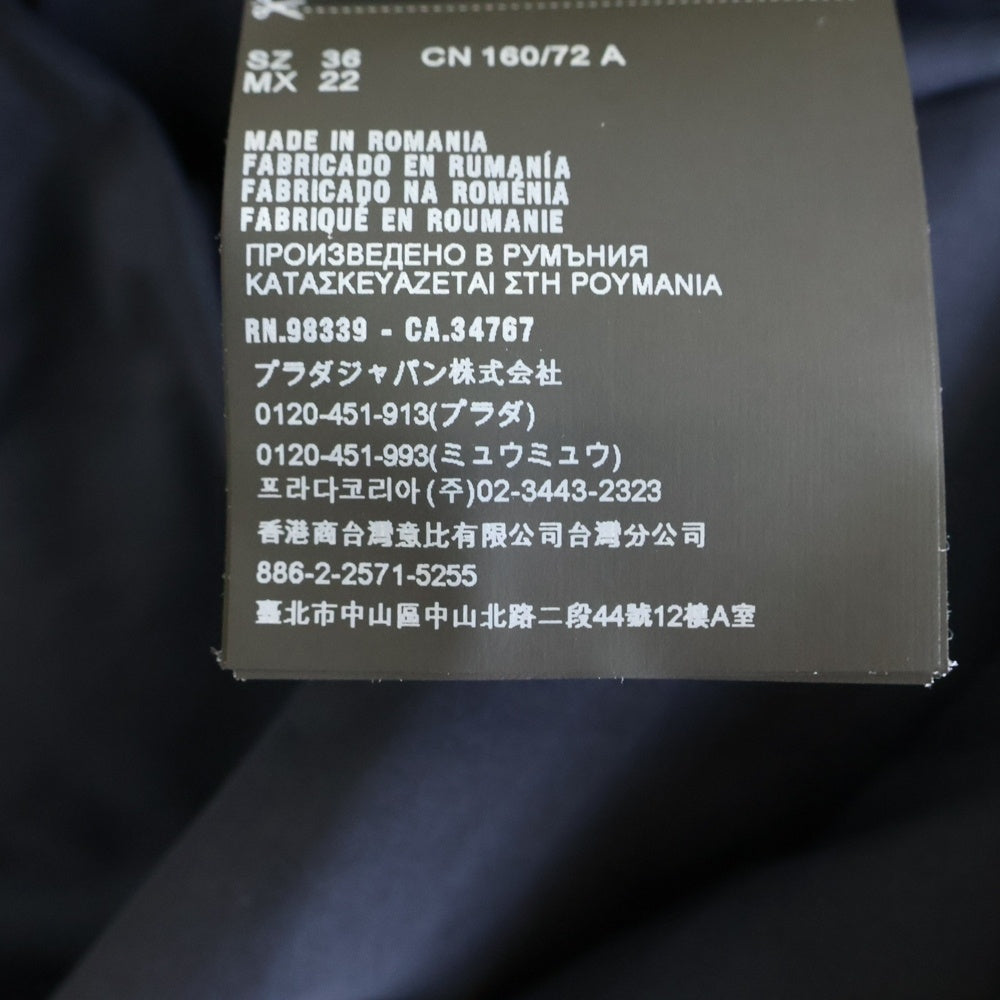 SZ 36 CN 160/72 A
MX 22
MADE IN ROMANIA
FABRICADO EN RUMANÍA
FABRICADO NA ROMÉNIA
FABRIQUÉ EN ROUMANIE
ПРОИЗВЕДЕНО В РУМЪНИЯ
ΚΑΤΑΣΚΕΥΑΖΕΤΑΙ ΣΤΗ ΡΟΥΜΑΝΙΑ
RN.98339 - CA.34767
プラダジャパン株式会社
0120-451-913(プラダ)
0120-451-993(ミュウミュウ)
프라다코리아(주)02-3443-2323
香港商台灣意比有限公司台灣分公司
886-2-2571-5255
臺北市中山區中山北路二段44號12樓A室